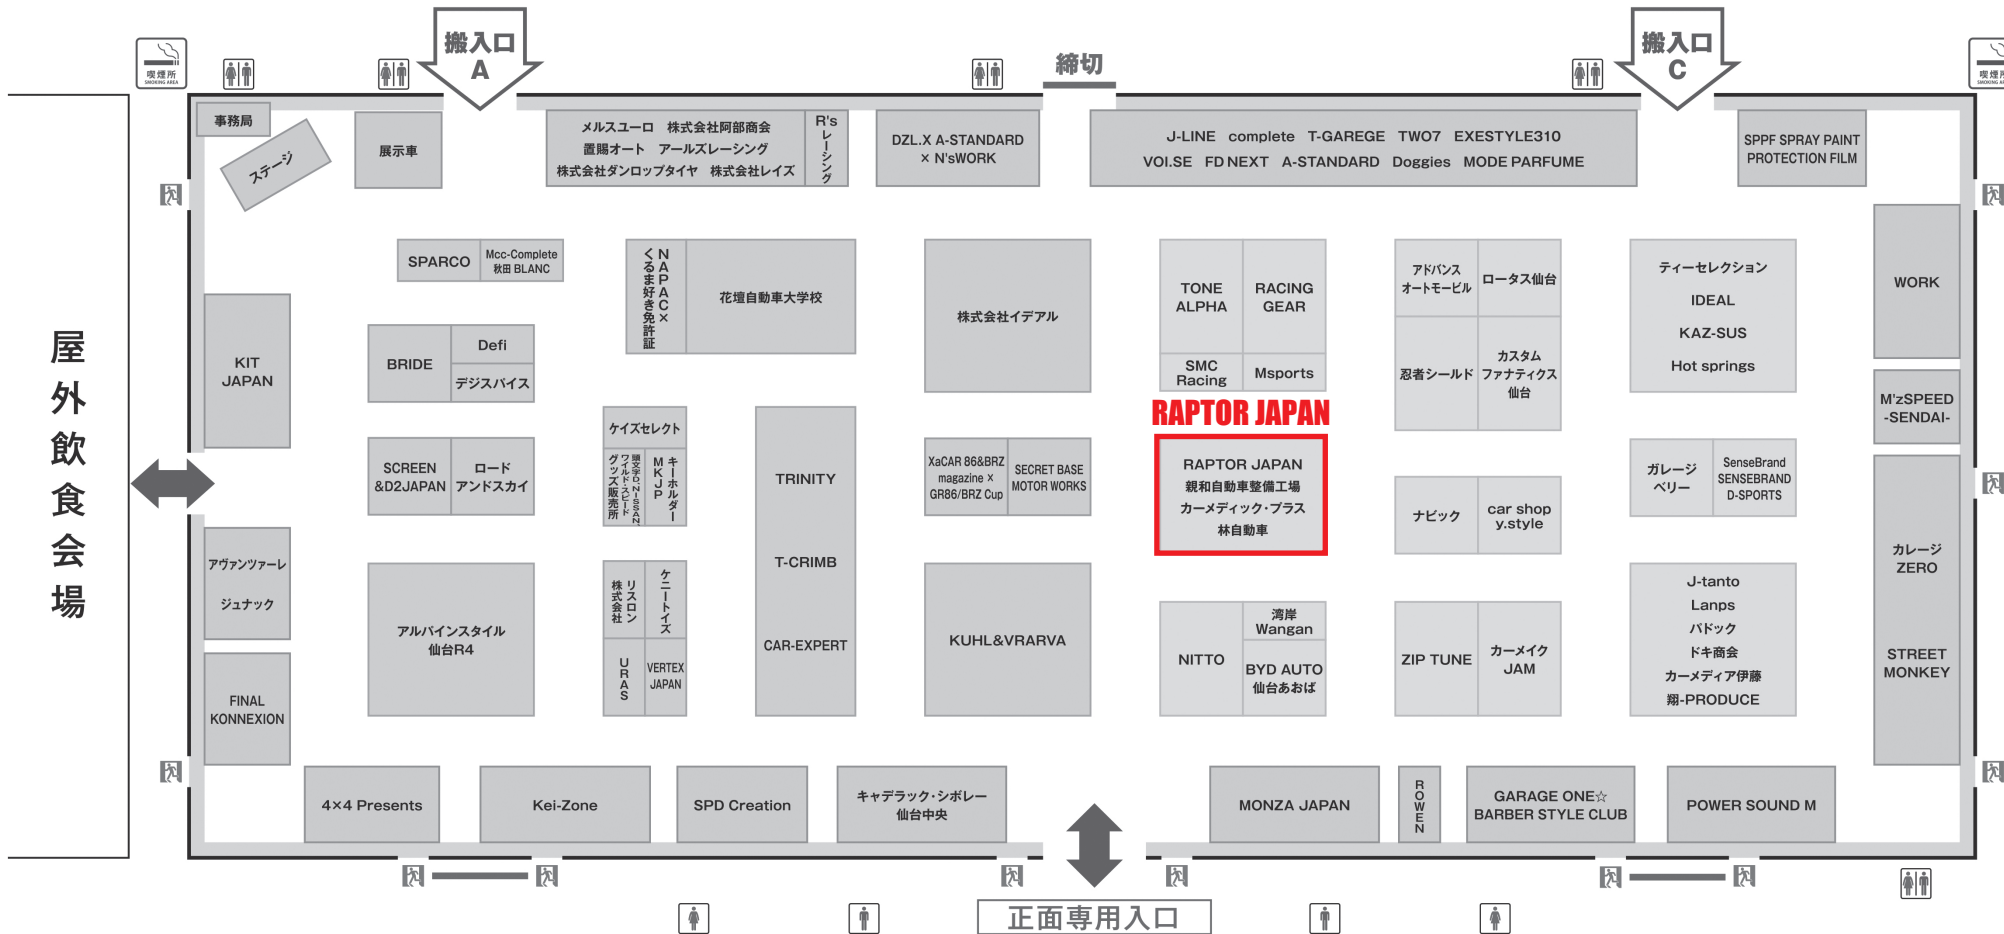 搬入口
A
搬入口
C
締切
喫煙所
SMOKING AREA
喫煙所
事務局
ステージ
展示車
メルスユーロ 株式会社阿部商会
置賜オート アールズレーシング
株式会社ダンロップタイヤ 株式会社レイズ
R'sレーシング
DZL.X A-STANDARD
× N'sWORK
J-LINE complete T-GAREGE TWO7 EXESTYLE310
VOI.SE FD NEXT A-STANDARD Doggies MODE PARFUME
SPPF SPRAY PAINT
PROTECTION FILM
SPARCO
Mcc-Complete
秋田 BLANC
NAPAC×
くるま好き免許証
花壇自動車大学校
株式会社イデアル
TONE
ALPHA
RACING
GEAR
SMC
Racing
Msports
アドバンス
オートモービル
ロータス仙台
忍者シールド
カスタム
ファナティクス
仙台
ティーセレクション
IDEAL
KAZ-SUS
Hot springs
WORK
M'zSPEED
-SENDAI-
KIT
JAPAN
BRIDE
Defi
デジスパイス
屋外飲食会場
SCREEN
&D2JAPAN
ロード
アンドスカイ
ケイズセレクト
頭文字D、NISSAN、
ワイルド・スピード
グッズ販売所
キーホルダー
MKJP
TRINITY
T-CRIMB
CAR-EXPERT
XaCAR 86&BRZ
magazine ×
GR86/BRZ Cup
SECRET BASE
MOTOR WORKS
RAPTOR JAPAN
RAPTOR JAPAN
親和自動車整備工場
カーメディック・プラス
林自動車
ナビック
car shop
y.style
ガレージ
ベリー
SenseBrand
SENSEBRAND
D-SPORTS
カレージ
ZERO
STREET
MONKEY
アヴァンツァーレ
ジュナック
FINAL
KONNEXION
アルパインスタイル
仙台R4
リスロン
株式会社
ケニートイズ
URAS
VERTEX
JAPAN
KUHL&VRARVA
NITTO
湾岸
Wangan
BYD AUTO
仙台あおば
ZIP TUNE
カーメイク
JAM
J-tanto
Lanps
パドック
ドキ商会
カーメディア伊藤
翔-PRODUCE
4×4 Presents
Kei-Zone
SPD Creation
キャデラック・シボレー
仙台中央
MONZA JAPAN
ROWEN
GARAGE ONE☆
BARBER STYLE CLUB
POWER SOUND M
正面専用入口